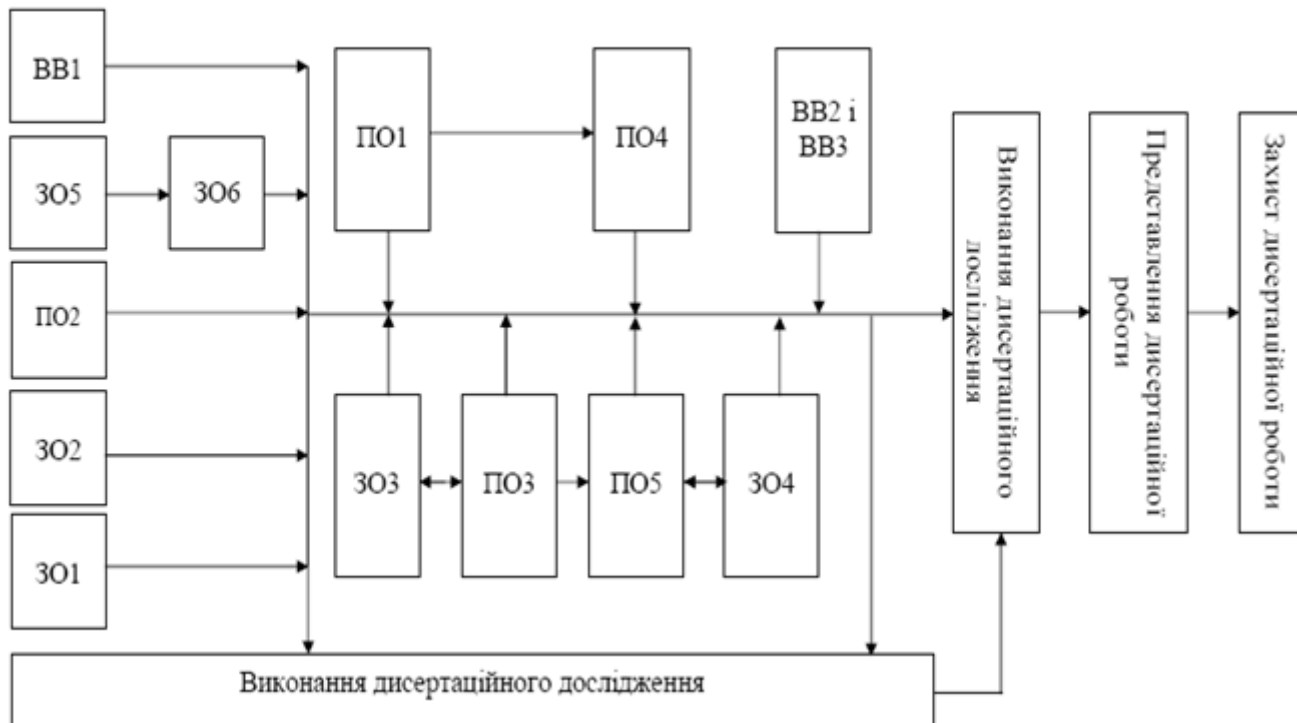 ВВ1
ЗО5
ЗО6
ПО2
ЗО2
ЗО1
ПО1
ПО4
ВВ2 і
ВВ3
ЗО3
ПО3
ПО5
ЗО4
Виконання дисертаційного
дослідження
Представлення дисертаційної
роботи
Захист дисертаційної роботи
Виконання дисертаційного дослідження